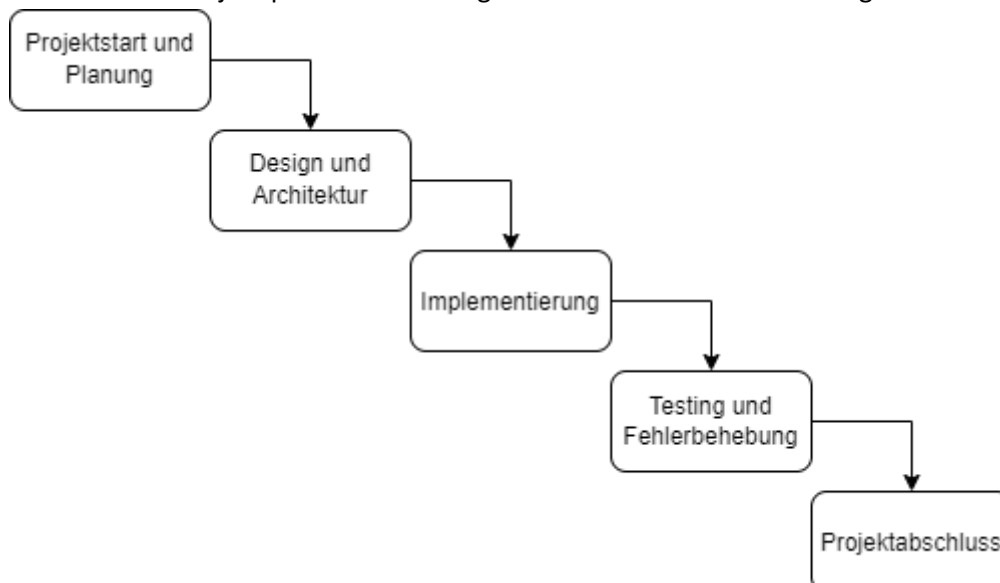 Projektstart und
Planung
Design und
Architektur
Implementierung
Testing und
Fehlerbehebung
Projektabschluss